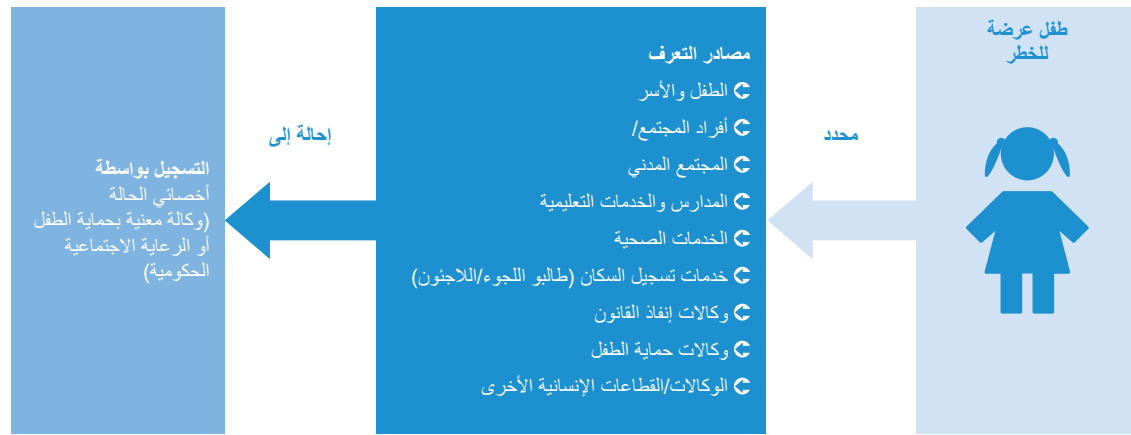 طفل عرضة
للخطر
محدد
مصادر التعرف
الطفل والأسر
أفراد المجتمع/
المجتمع المدني
المدارس والخدمات التعليمية
الخدمات الصحية
خدمات تسجيل السكان (طالبو اللجوء/اللاجئون)
وكالات إنفاذ القانون
وكالات حماية الطفل
الوكالات/القطاعات الإنسانية الأخرى
إحالة إلى
التسجيل بواسطة
أخصائي الحالة
(وكالة معنية بحماية الطفل
أو الرعاية الاجتماعية
الحكومية)